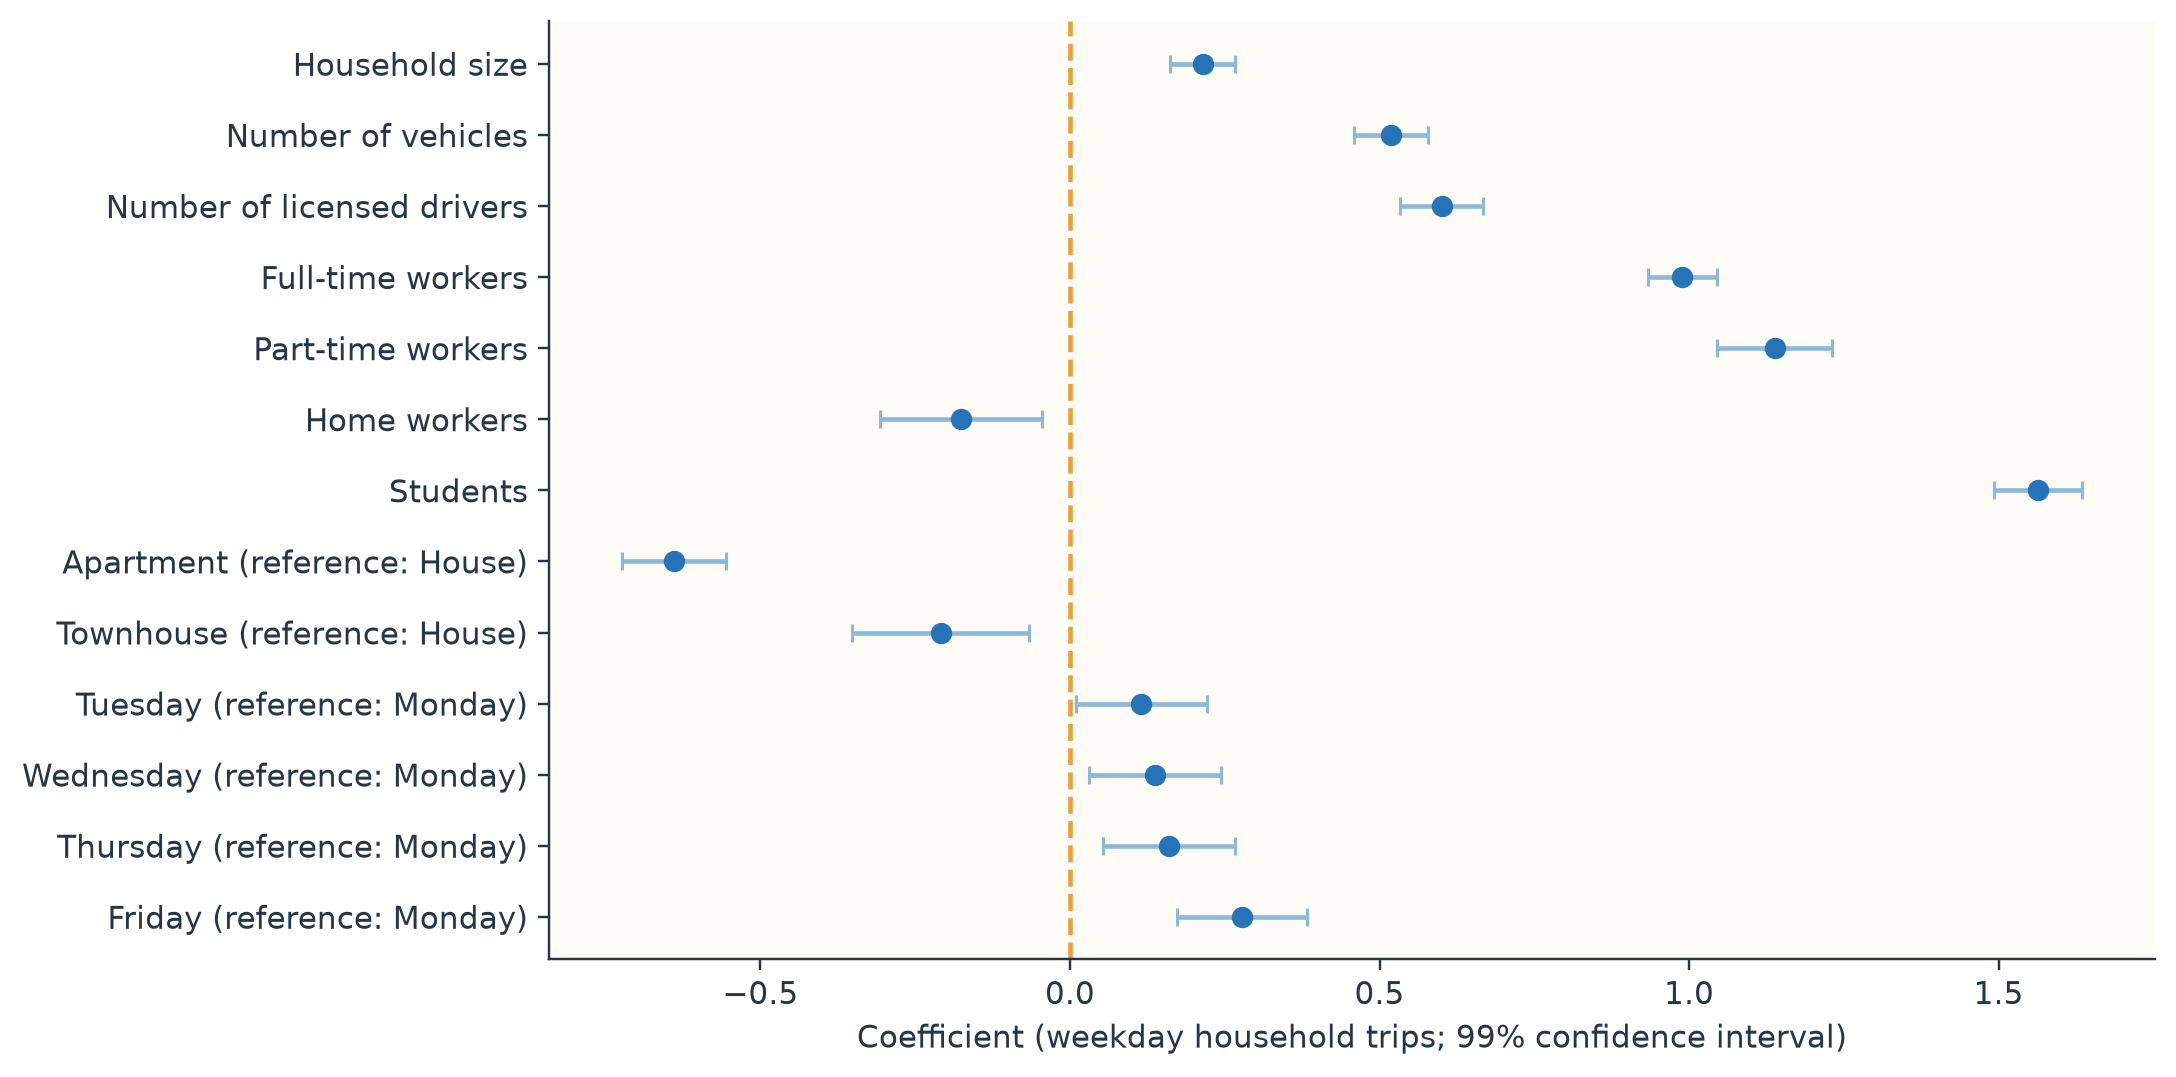 Household size
Number of vehicles
Number of licensed drivers
Full-time workers
Part-time workers
Home workers
Students
Apartment (reference: House)
Townhouse (reference: House)
Tuesday (reference: Monday)
Wednesday (reference: Monday)
Thursday (reference: Monday)
Friday (reference: Monday)
−0.5 0.0 0.5 1.0 1.5
Coefficient (weekday household trips; 99% confidence interval)